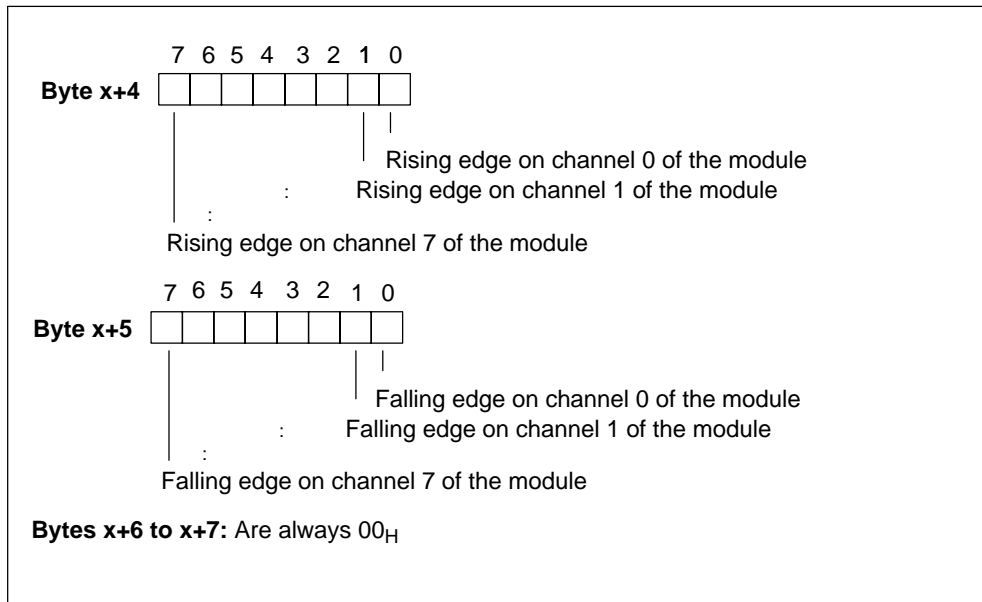 7 6 5 4 3 2 1 0
Byte x+4
Rising edge on channel 0 of the module
: Rising edge on channel 1 of the module
:
Rising edge on channel 7 of the module
7 6 5 4 3 2 1 0
Byte x+5
Falling edge on channel 0 of the module
: Falling edge on channel 1 of the module
:
Falling edge on channel 7 of the module
Bytes x+6 to x+7: Are always 00H